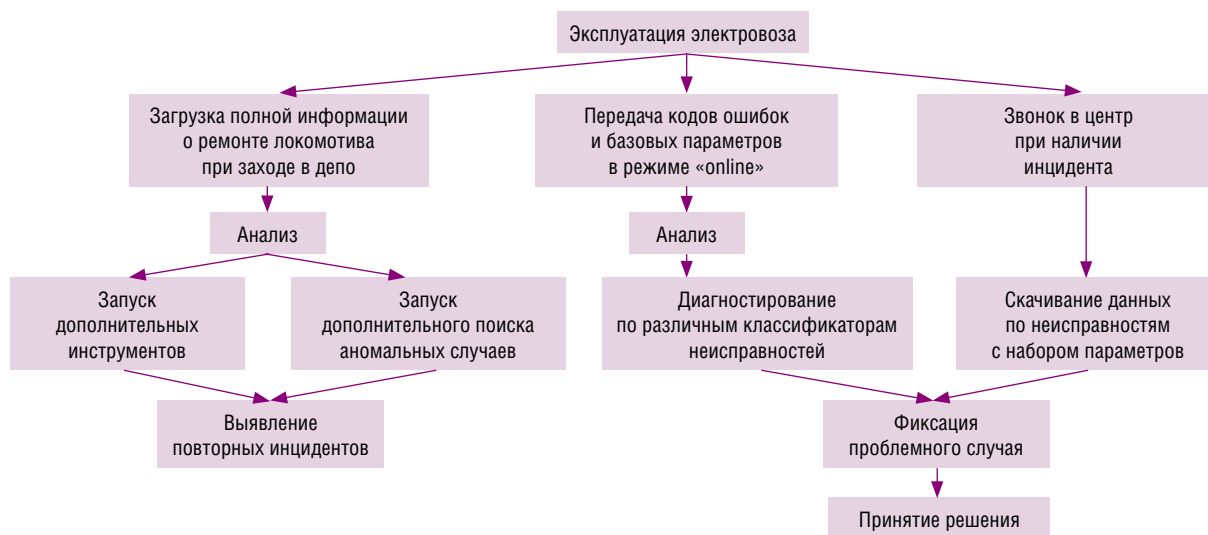 Эксплуатация электровоза
Загрузка полной информации
о ремонте локомотива
при заходе в депо
Передача кодов ошибок
и базовых параметров
в режиме «online»
Звонок в центр
при наличии
инцидента
Анализ
Анализ
Запуск
дополнительных
инструментов
Запуск
дополнительного поиска
аномальных случаев
Диагностирование
по различным классификаторам
неисправностей
Скачивание данных
по неисправностям
с набором параметров
Выявление
повторных инцидентов
Фиксация
проблемного случая
Принятие решения